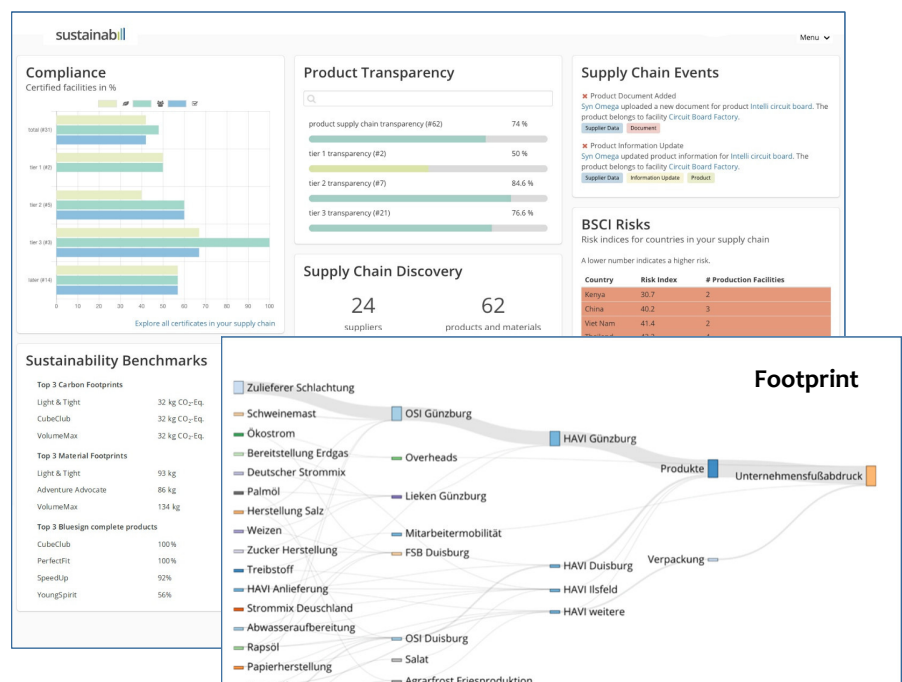 sustainabill
Menu
Compliance
Certified facilities in %
total (#31)
tier 1 (#2)
tier 2 (#5)
tier 3 (#3)
later (#14)
0 10 20 30 40 50 60 70 80 90 100
Explore all certificates in your supply chain
Product Transparency
product supply chain transparency (#62) 74 %
tier 1 transparency (#2) 50 %
tier 2 transparency (#7) 84.6 %
tier 3 transparency (#21) 76.6 %
Supply Chain Discovery
24 62
suppliers products and materials
Supply Chain Events
Product Document Added
Syn Omega uploaded a new document for product Intelli circuit board. The
product belongs to facility Circuit Board Factory.
Supplier Data Document
Product Information Update
Syn Omega updated product information for Intelli circuit board. The
product belongs to facility Circuit Board Factory.
Supplier Data Information Update Product
BSCI Risks
Risk indices for countries in your supply chain
A lower number indicates a higher risk.
Country Risk Index # Production Facilities
Kenya 30.7 2
China 40.2 3
Viet Nam 41.4 2
Sustainability Benchmarks
Top 3 Carbon Footprints
Light & Tight 32 kg CO₂-Eq.
CubeClub 32 kg CO₂-Eq.
VolumeMax 32 kg CO₂-Eq.
Top 3 Material Footprints
Light & Tight 93 kg
Adventure Advocate 86 kg
VolumeMax 134 kg
Top 3 Bluesign complete products
CubeClub 100%
PerfectFit 100%
SpeedUp 92%
YoungSpirit 56%
Footprint
Zulieferer Schlachtung
Schweinemast
Ökostrom
Bereitstellung Erdgas
Deutscher Strommix
Palmöl
Herstellung Salz
Weizen
Zucker Herstellung
Treibstoff
HAVI Anlieferung
Strommix Deuschland
Abwasseraufbereitung
Rapsöl
Papierherstellung
OSI Günzburg
Overheads
Lieken Günzburg
Mitarbeitermobilität
FSB Duisburg
OSI Duisburg
Salat
Agrarfrost Friesproduktion
HAVI Günzburg
HAVI Duisburg
HAVI Ilsfeld
HAVI weitere
Produkte
Verpackung
Unternehmensfußabdruck